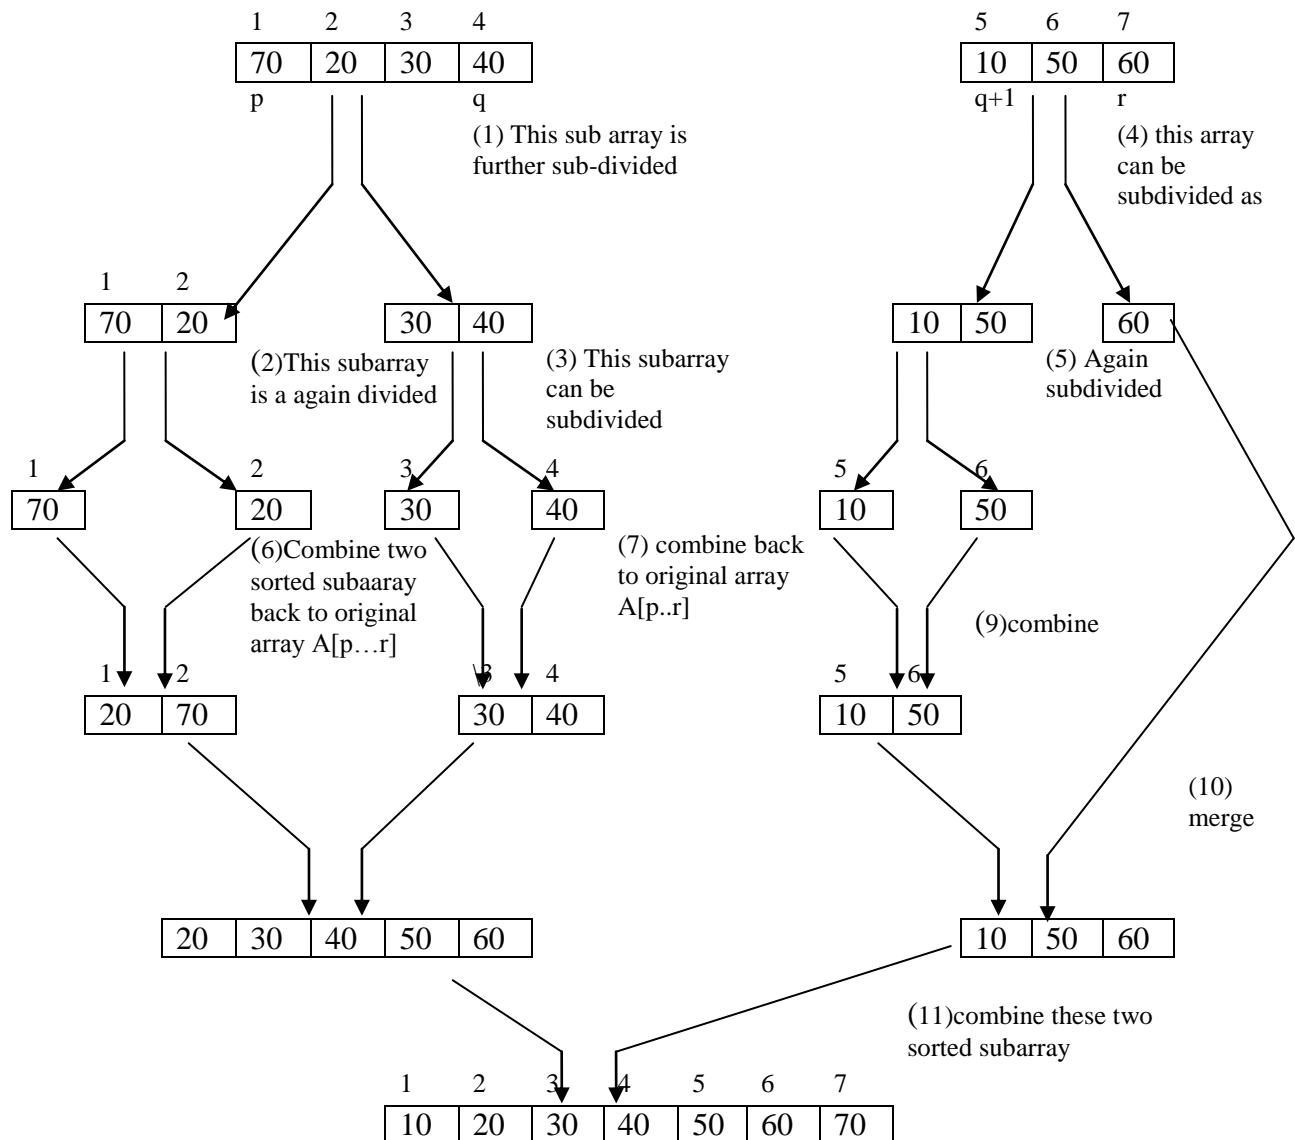 1 2 3 4 5 6 7
70 20 30 40 10 50 60
p q q+1 r
(1) This sub array is
further sub-divided
(4) this array
can be
subdivided as
1 2
70 20 30 40 10 50 60
(2)This subarray
is a again divided
(3) This subarray
can be
subdivided
(5) Again
subdivided
1 2 3 4 5 6
70 20 30 40 10 50
(6)Combine two
sorted subaaray
back to original
array A[p…r]
(7) combine back
to original array
A[p..r]
(9)combine
1 2 \3 4 5 6
20 70 30 40 10 50
(10)
merge
20 30 40 50 60 10 50 60
(11)combine these two
sorted subarray
1 2 3 4 5 6 7
10 20 30 40 50 60 70